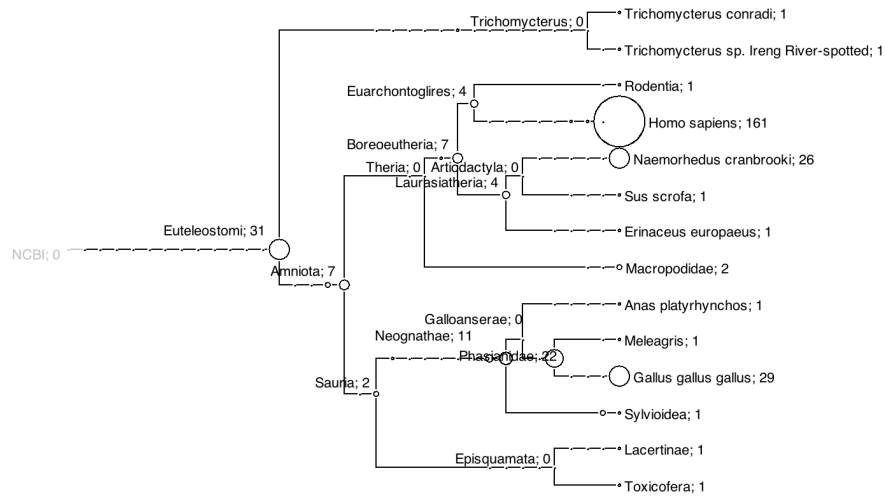 Trichomycterus conradi; 1
Trichomycterus; 0
Trichomycterus sp. Ireng River-spotted; 1
Rodentia; 1
Euarchontoglires; 4
Homo sapiens; 161
Boreoeutheria; 7
Naemorhedus cranbrooki; 26
Theria; 0
Artiodactyla; 0
Laurasiatheria; 4
Sus scrofa; 1
Euteleostomi; 31
Erinaceus europaeus; 1
NCBI; 0
Amniota; 7
Macropodidae; 2
Anas platyrhynchos; 1
Galloanserae; 0
Neognathae; 11
Meleagris; 1
Phasianidae; 22
Gallus gallus gallus; 29
Sauria; 2
Sylvioidea; 1
Lacertinae; 1
Episquamata; 0
Toxicofera; 1